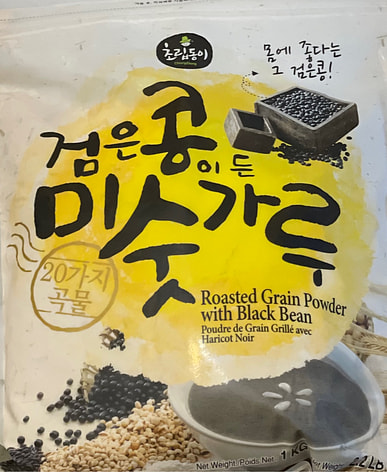 초립동이
몸에 좋다는
그 검은콩!
검은콩이 든
미숫가루
20가지
곡물
Roasted Grain Powder
with Black Bean
Poudre de Grain Grillé avec
Haricot Noir
Net Weight. Poids Net. 1 KG